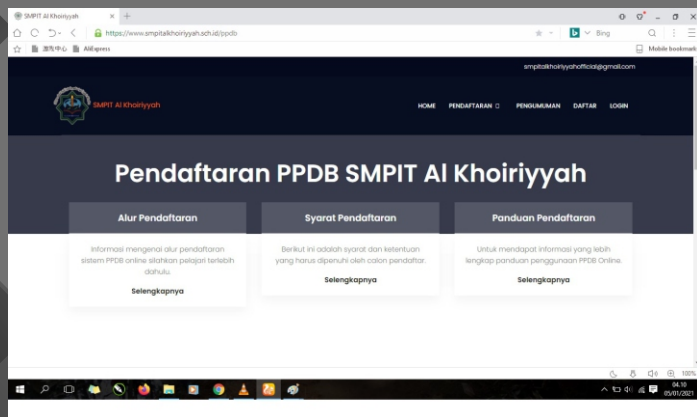 SMPIT Al Khoiriyyah
https://www.smpitalkhoiriyyah.sch.id/ppdb
Bing
AliExpress
Mobile bookmark
smpitalkhoiriyyahofficial@gmail.com
SMPIT Al Khoiriyyah
HOME PENDAFTARAN PENGUMUMAN DAFTAR LOGIN
Pendaftaran PPDB SMPIT Al Khoiriyyah
Alur Pendaftaran
Informasi mengenai alur pendaftaran
sistem PPDB online silahkan pelajari terlebih
dahulu.
Selengkapnya
Syarat Pendaftaran
Berikut ini adalah syarat dan ketentuan
yang harus dipenuhi oleh calon pendaftar.
Selengkapnya
Panduan Pendaftaran
Untuk mendapat informasi yang lebih
lengkap panduan penggunaan PPDB Online.
Selengkapnya
100%
04.10
05/01/2021